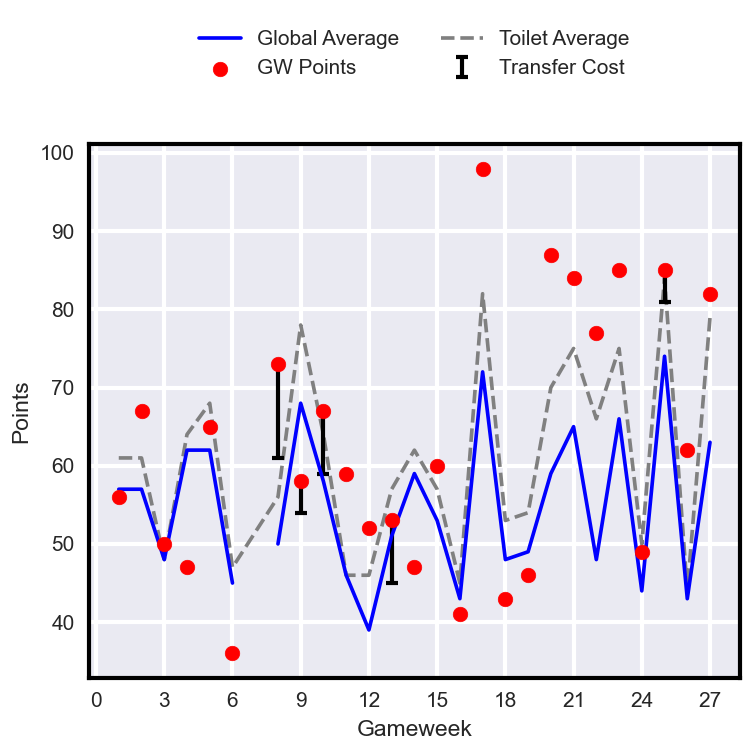 Global Average
Toilet Average
GW Points
Transfer Cost
100
90
80
70
60
50
40
Points
0 3 6 9 12 15 18 21 24 27
Gameweek